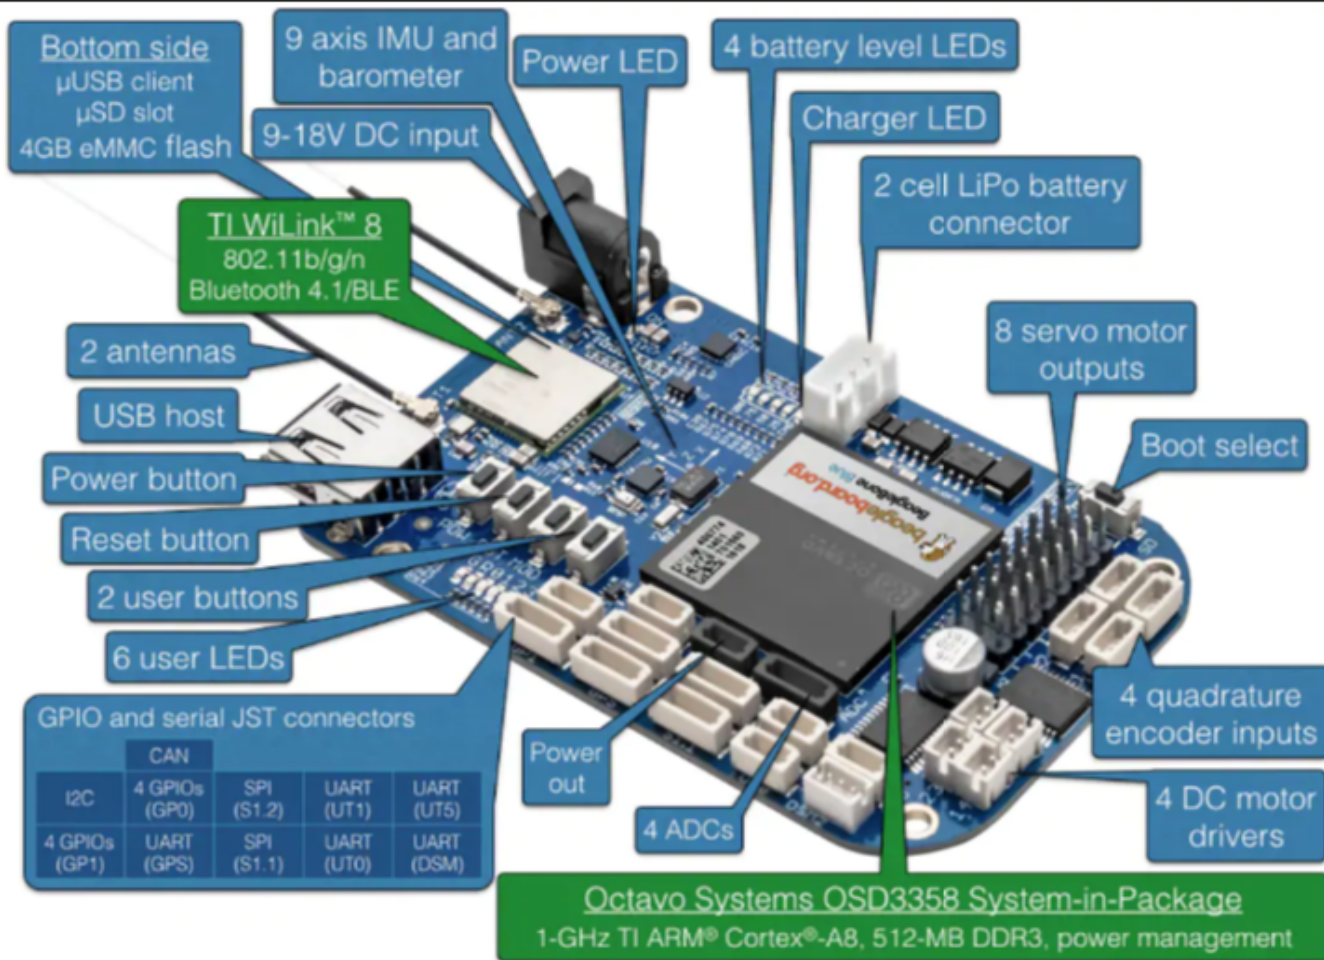 Bottom side
µUSB client
µSD slot
4GB eMMC flash
9 axis IMU and
barometer
Power LED
4 battery level LEDs
9-18V DC input
Charger LED
2 cell LiPo battery
connector
TI WiLink™ 8
802.11b/g/n
Bluetooth 4.1/BLE
8 servo motor
outputs
2 antennas
USB host
Boot select
Power button
Reset button
2 user buttons
6 user LEDs
beagleboard.org
BeagleBone Blue
GPIO and serial JST connectors
CAN
I2C 4 GPIOs (GP0) SPI (S1.2) UART (UT1) UART (UT5)
4 GPIOs (GP1) UART (GPS) SPI (S1.1) UART (UT0) UART (DSM)
Power
out
4 ADCs
4 quadrature
encoder inputs
4 DC motor
drivers
Octavo Systems OSD3358 System-in-Package
1-GHz TI ARM® Cortex®-A8, 512-MB DDR3, power management